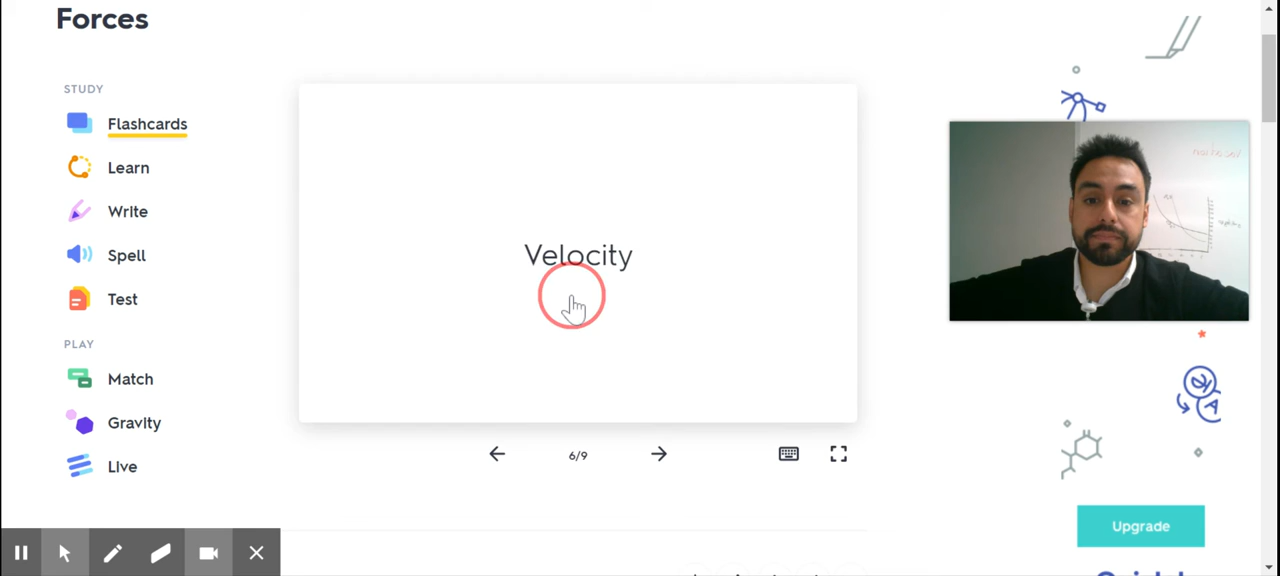 Forces
STUDY
Flashcards
Learn
Write
Spell
Test
PLAY
Match
Gravity
Live
Velocity
6/9
Upgrade